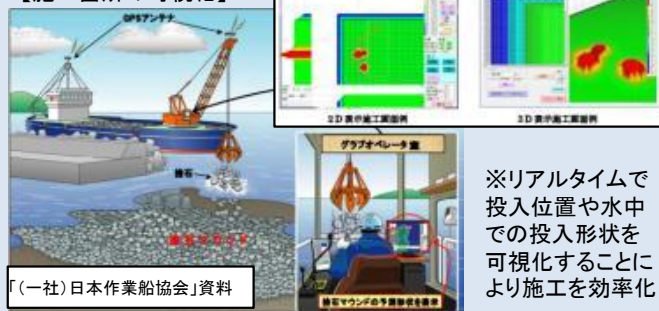 GPSアンテナ
2D表示施工画面例
3D表示施工画面例
グラブオペレータ室
捨石
捨石マウンド
捨石マウンドの予測形状を表示
「(一社)日本作業船協会」資料
※リアルタイムで
投入位置や水中
での投入形状を
可視化することに
より施工を効率化